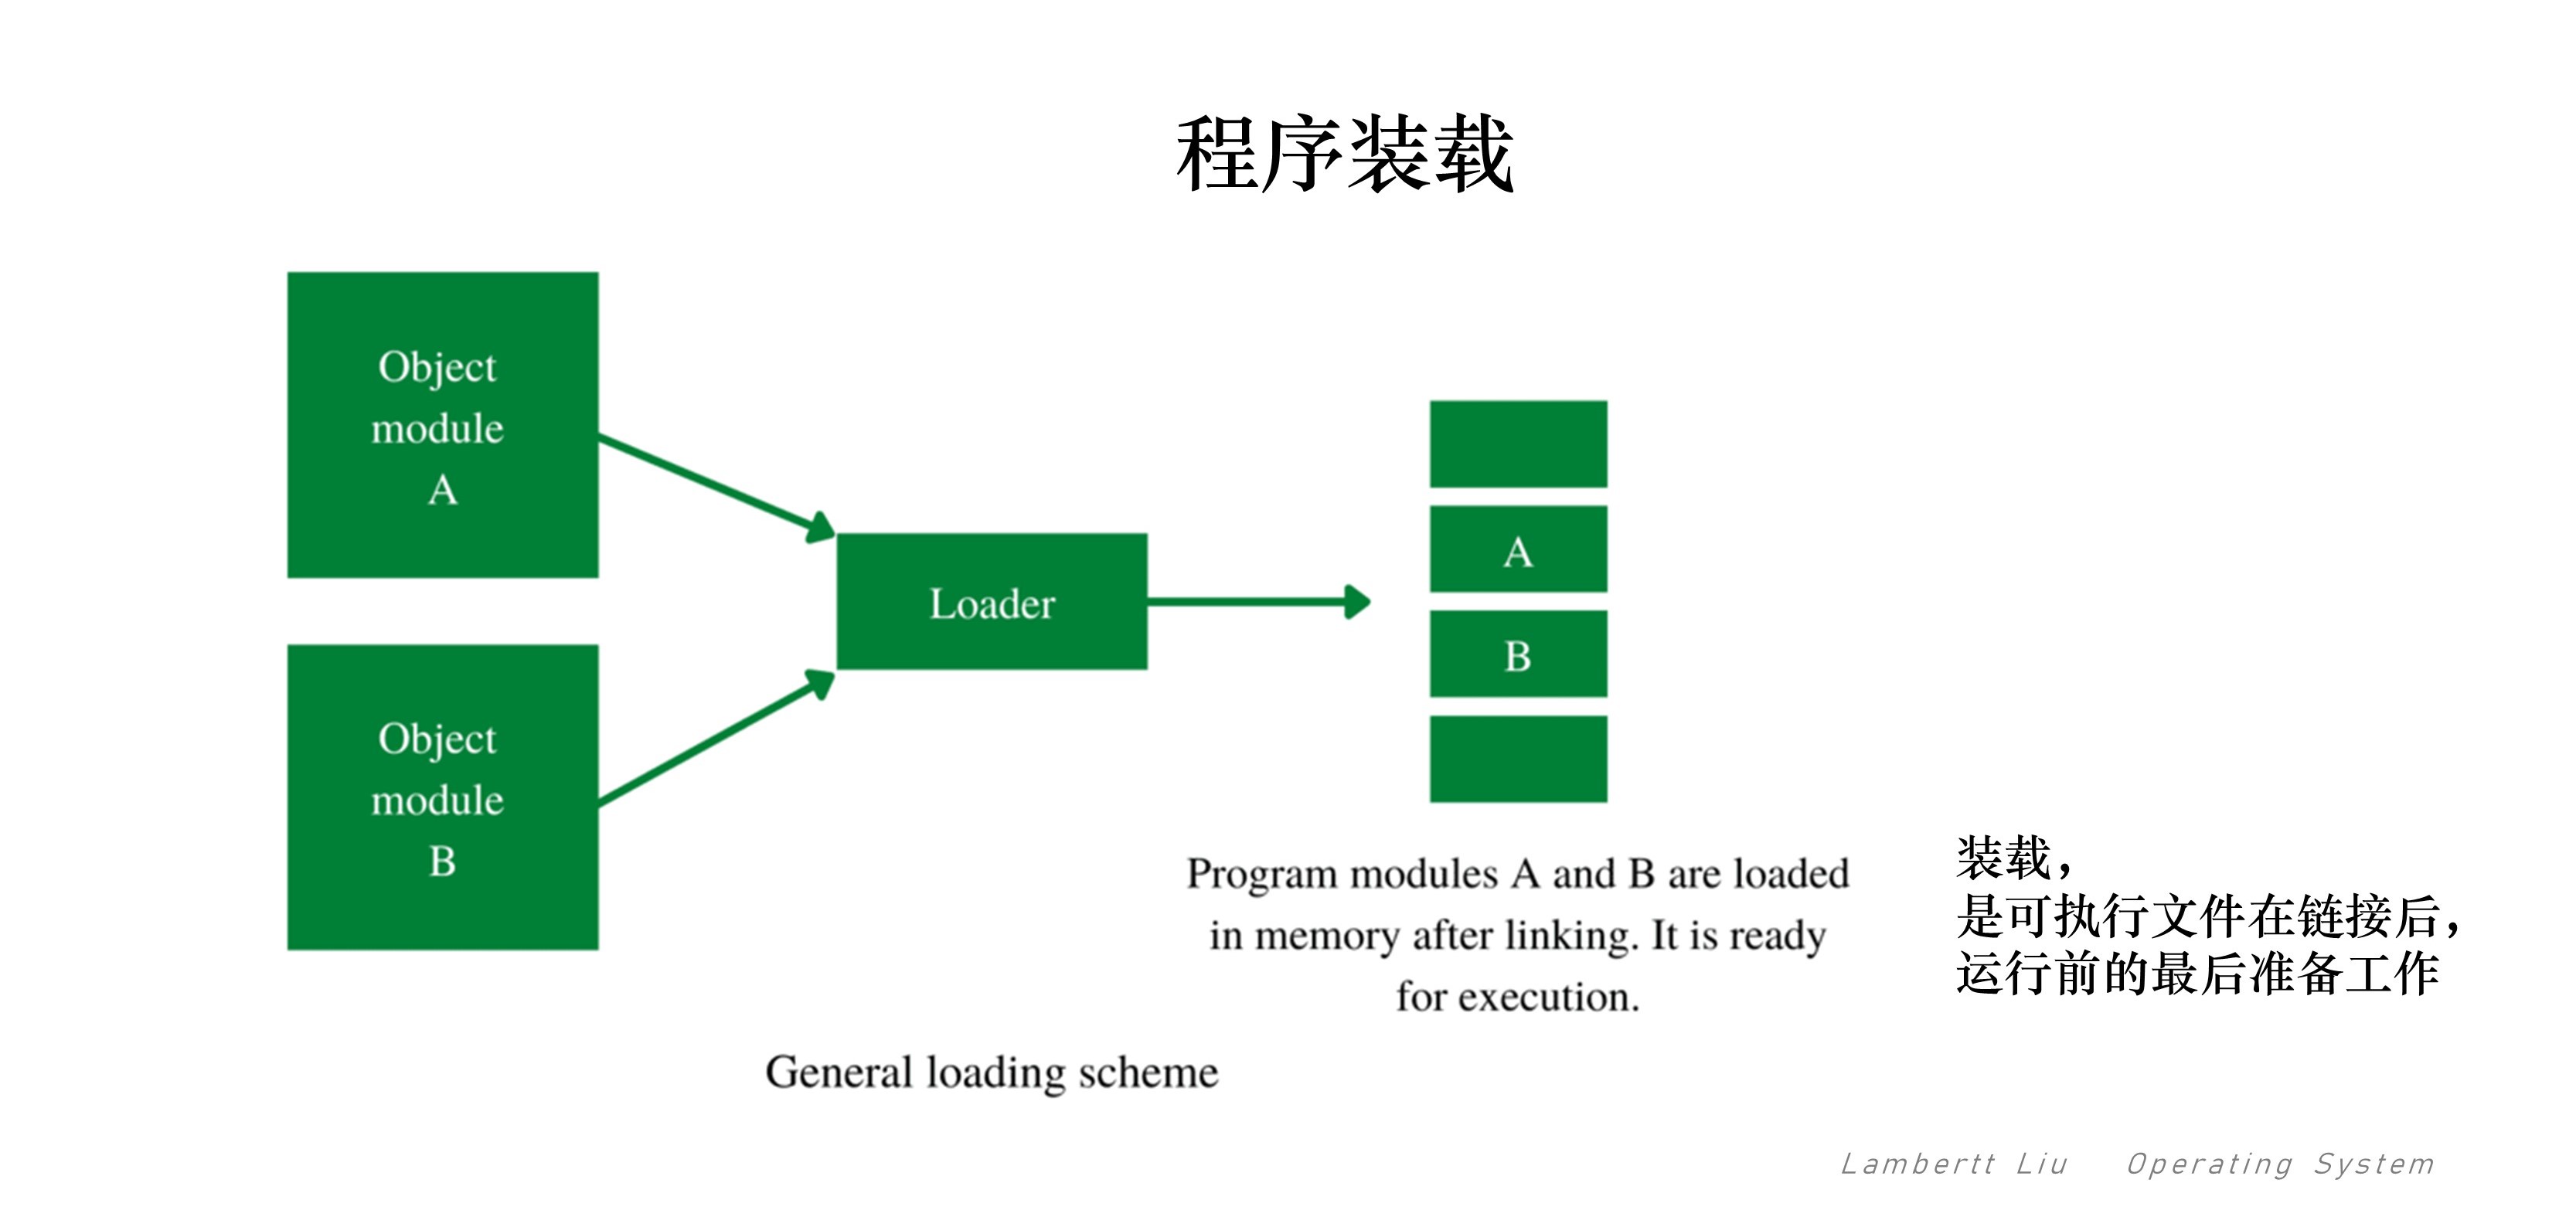 程序装载
Object
module
A
Object
module
B
Loader
A
B
Program modules A and B are loaded
in memory after linking. It is ready
for execution.
装载，
是可执行文件在链接后，
运行前的最后准备工作
General loading scheme
Lambertt Liu Operating System